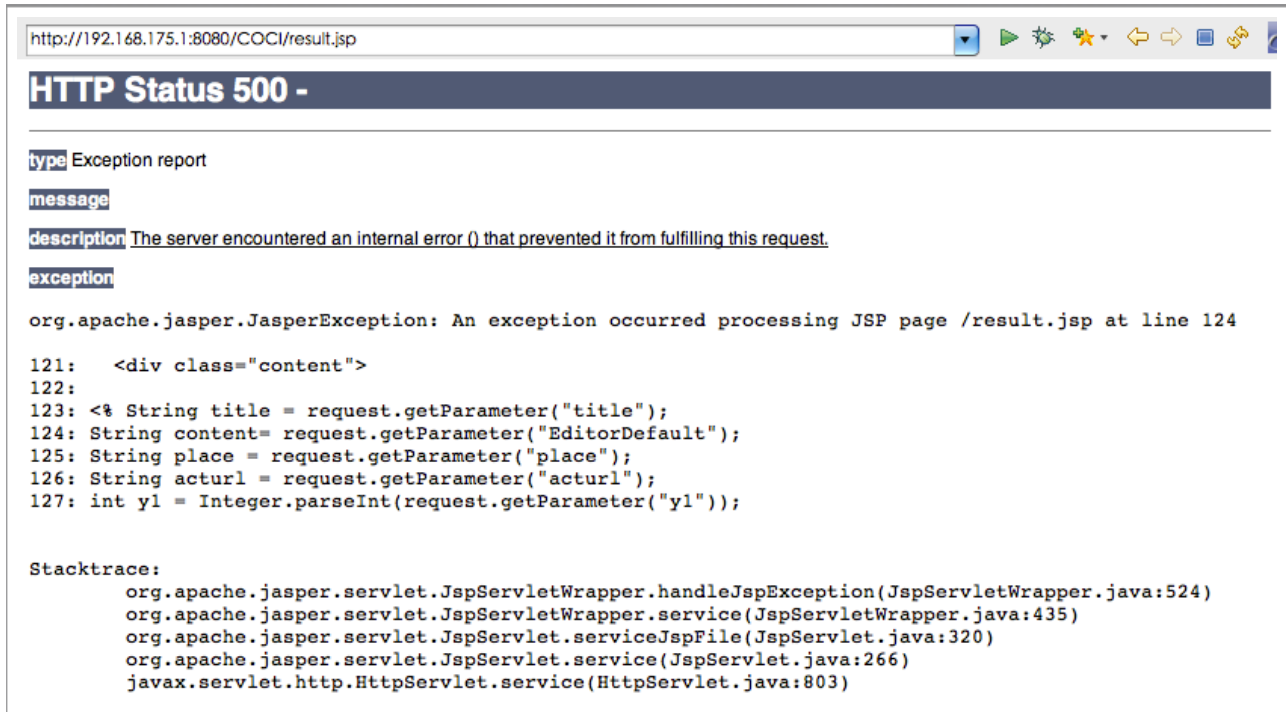 http://192.168.175.1:8080/COCI/result.jsp
HTTP Status 500 -
type Exception report
message
description The server encountered an internal error () that prevented it from fulfilling this request.
exception
org.apache.jasper.JasperException: An exception occurred processing JSP page /result.jsp at line 124
121:   <div class="content">
122:
123: <% String title = request.getParameter("title");
124: String content= request.getParameter("EditorDefault");
125: String place = request.getParameter("place");
126: String acturl = request.getParameter("acturl");
127: int y1 = Integer.parseInt(request.getParameter("y1"));
Stacktrace:
org.apache.jasper.servlet.JspServletWrapper.handleJspException(JspServletWrapper.java:524)
org.apache.jasper.servlet.JspServletWrapper.service(JspServletWrapper.java:435)
org.apache.jasper.servlet.JspServlet.serviceJspFile(JspServlet.java:320)
org.apache.jasper.servlet.JspServlet.service(JspServlet.java:266)
javax.servlet.http.HttpServlet.service(HttpServlet.java:803)